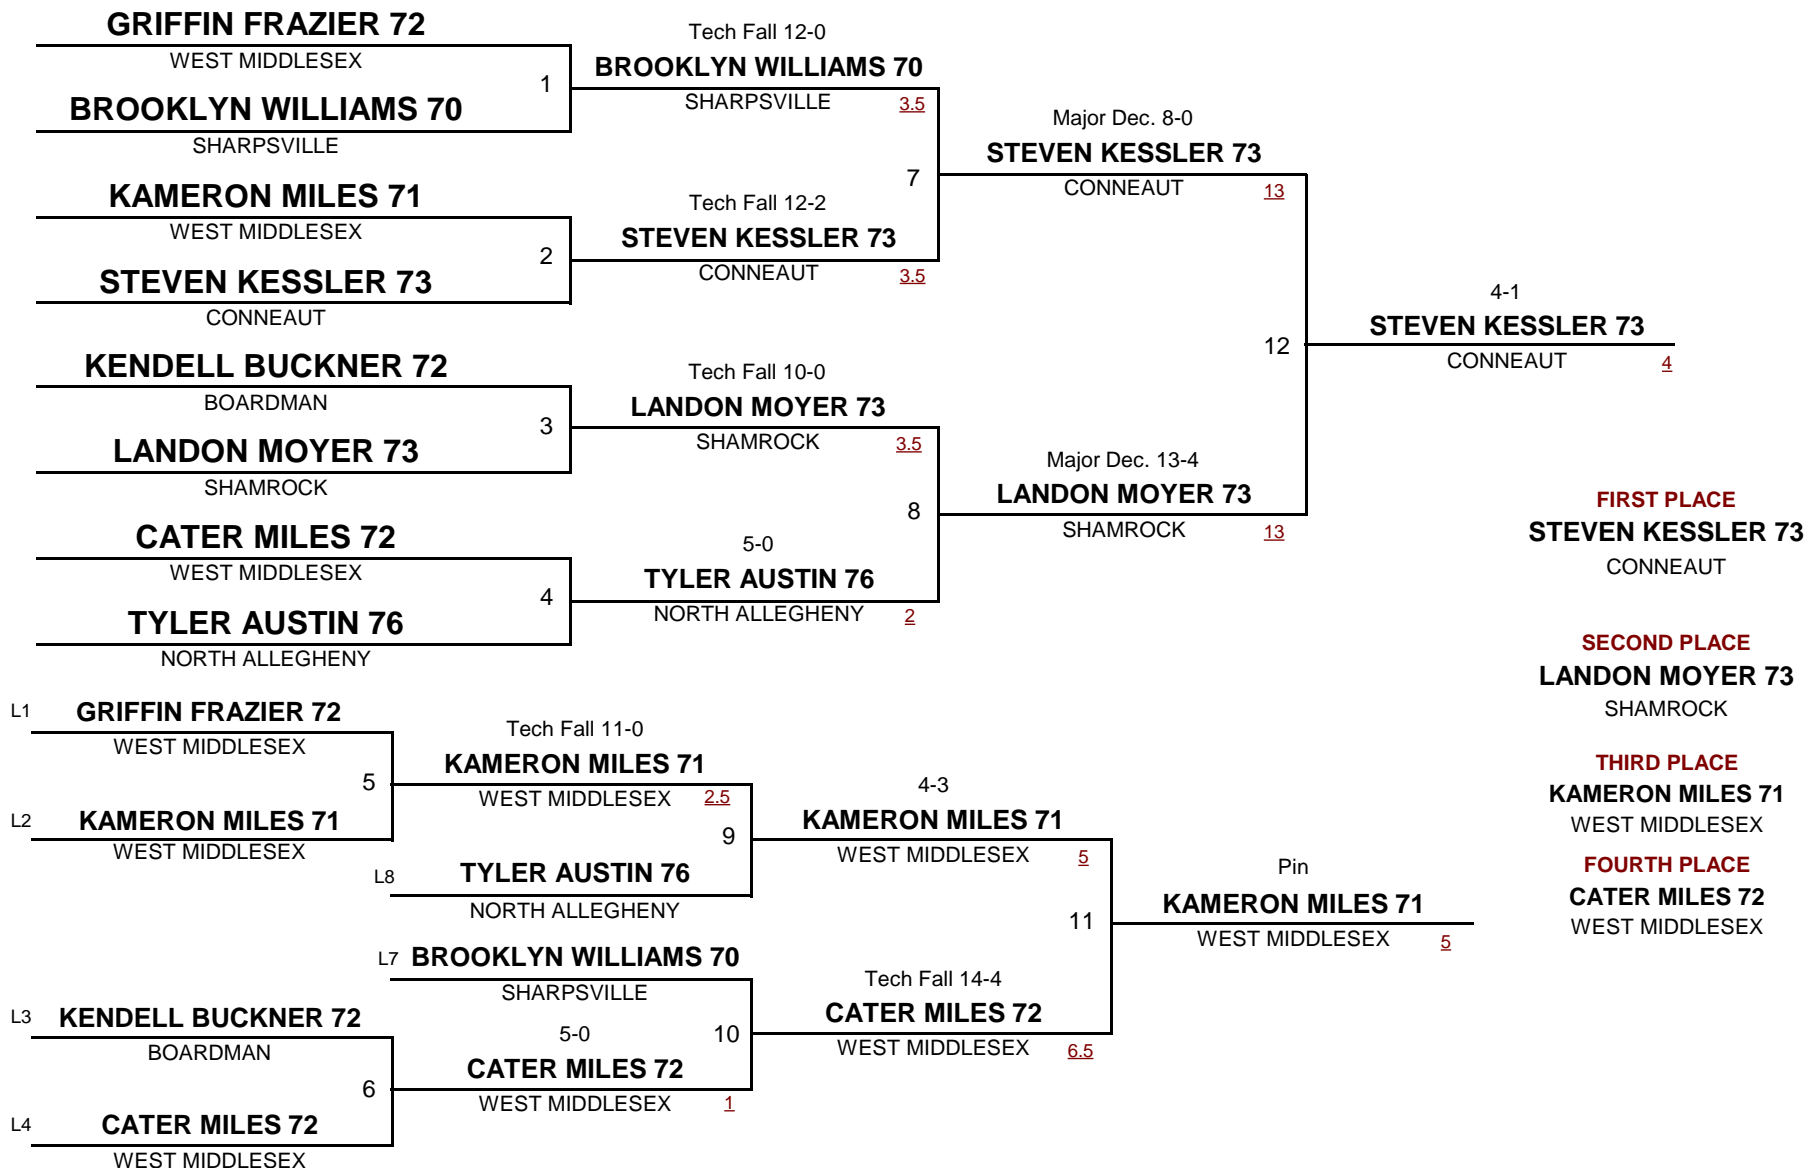 GRIFFIN FRAZIER 72
WEST MIDDLESEX
1
BROOKLYN WILLIAMS 70
SHARPSVILLE
KAMERON MILES 71
WEST MIDDLESEX
2
STEVEN KESSLER 73
CONNEAUT
KENDELL BUCKNER 72
BOARDMAN
3
LANDON MOYER 73
SHAMROCK
CATER MILES 72
WEST MIDDLESEX
4
TYLER AUSTIN 76
NORTH ALLEGHENY
Tech Fall 12-0
BROOKLYN WILLIAMS 70
SHARPSVILLE 3.5
7
Tech Fall 12-2
STEVEN KESSLER 73
CONNEAUT 3.5
Tech Fall 10-0
LANDON MOYER 73
SHAMROCK 3.5
8
5-0
TYLER AUSTIN 76
NORTH ALLEGHENY 2
Major Dec. 8-0
STEVEN KESSLER 73
CONNEAUT 13
12
Major Dec. 13-4
LANDON MOYER 73
SHAMROCK 13
4-1
STEVEN KESSLER 73
CONNEAUT 4
FIRST PLACE
STEVEN KESSLER 73
CONNEAUT
SECOND PLACE
LANDON MOYER 73
SHAMROCK
THIRD PLACE
KAMERON MILES 71
WEST MIDDLESEX
FOURTH PLACE
CATER MILES 72
WEST MIDDLESEX
L1 GRIFFIN FRAZIER 72
WEST MIDDLESEX
5
L2 KAMERON MILES 71
WEST MIDDLESEX
Tech Fall 11-0
KAMERON MILES 71
WEST MIDDLESEX 2.5
9
L8 TYLER AUSTIN 76
NORTH ALLEGHENY
L7 BROOKLYN WILLIAMS 70
SHARPSVILLE
10
L3 KENDELL BUCKNER 72
BOARDMAN
6
L4 CATER MILES 72
WEST MIDDLESEX
5-0
CATER MILES 72
WEST MIDDLESEX 1
4-3
KAMERON MILES 71
WEST MIDDLESEX 5
11
Tech Fall 14-4
CATER MILES 72
WEST MIDDLESEX 6.5
Pin
KAMERON MILES 71
WEST MIDDLESEX 5